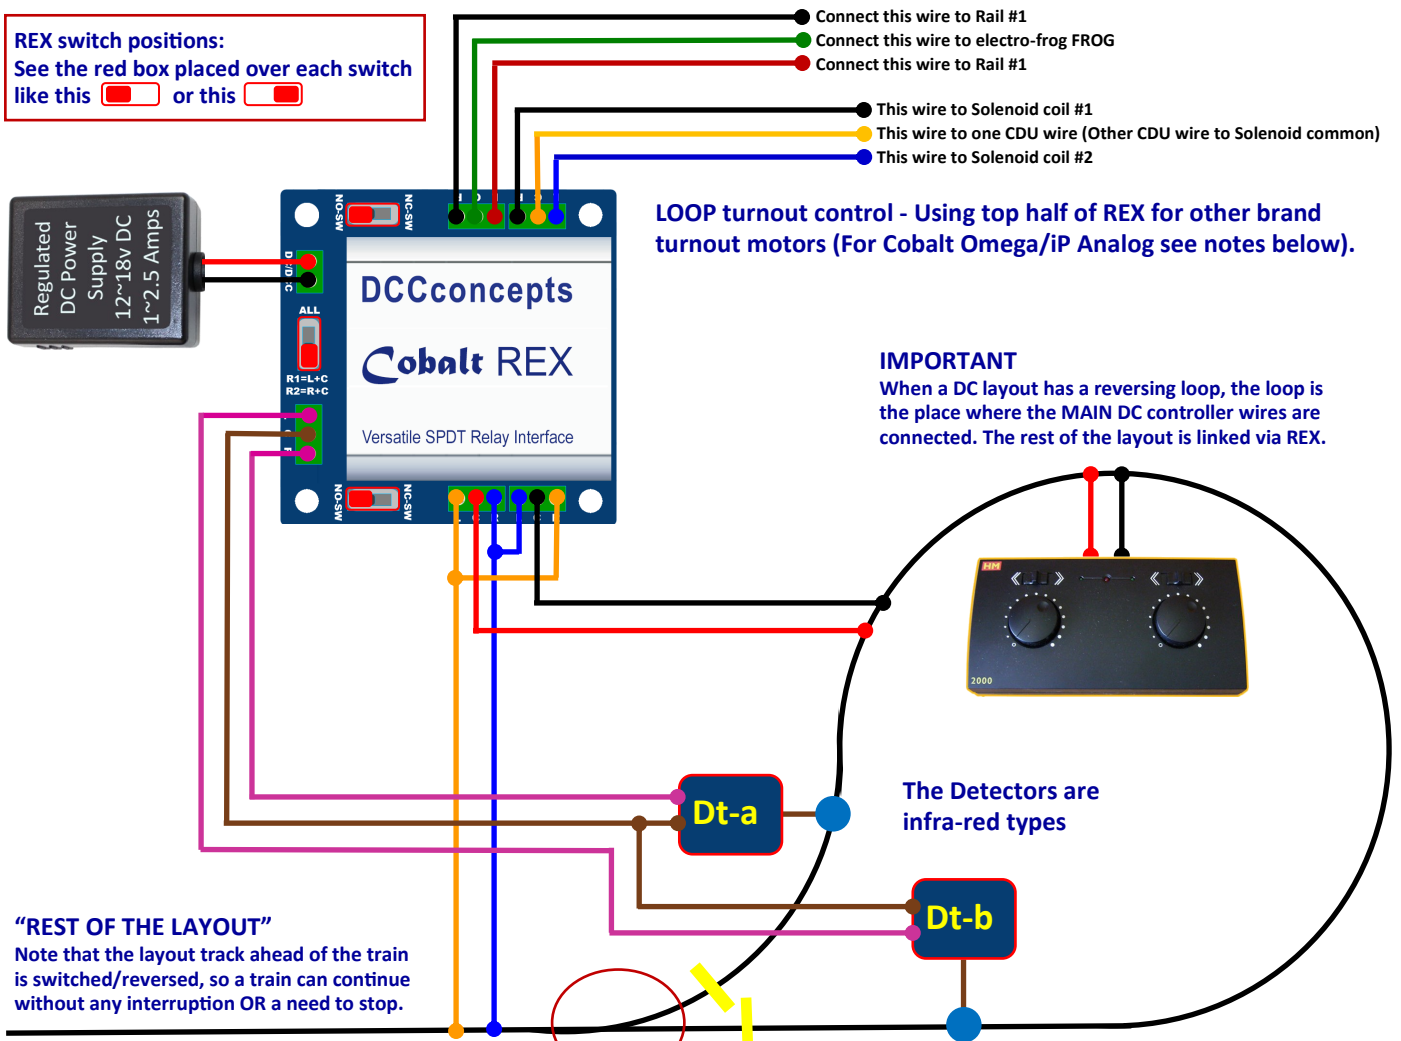 REX switch positions:
See the red box placed over each switch
like this or this
Connect this wire to Rail #1
Connect this wire to electro-frog FROG
Connect this wire to Rail #1
This wire to Solenoid coil #1
This wire to one CDU wire (Other CDU wire to Solenoid common)
This wire to Solenoid coil #2
LOOP turnout control - Using top half of REX for other brand
turnout motors (For Cobalt Omega/iP Analog see notes below).
Regulated
DC Power
Supply
12~18v DC
1~2.5 Amps
NO-SW
NC-SW
ALL
R1=L+C
R2=R+C
DCCconcepts
Cobalt REX
Versatile SPDT Relay Interface
NO-SW
NC-SW
IMPORTANT
When a DC layout has a reversing loop, the loop is
the place where the MAIN DC controller wires are
connected. The rest of the layout is linked via REX.
HM
2000
Dt-a
The Detectors are
infra-red types
Dt-b
"REST OF THE LAYOUT"
Note that the layout track ahead of the train
is switched/reversed, so a train can continue
without any interruption OR a need to stop.